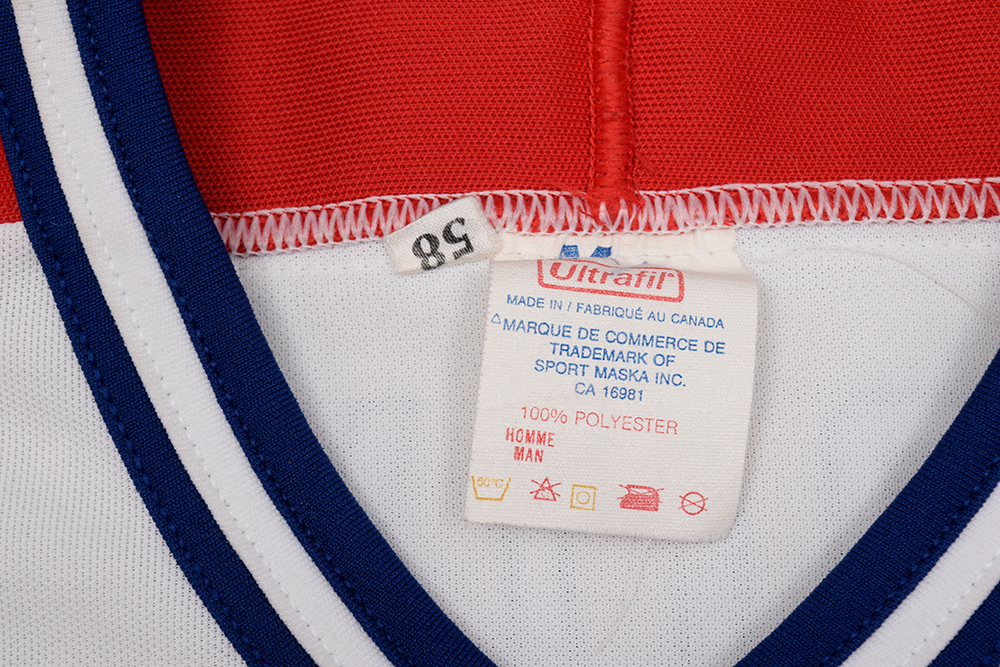 58
Ultrafil
MADE IN / FABRIQUÉ AU CANADA
△MARQUE DE COMMERCE DE
TRADEMARK OF
SPORT MASKA INC.
CA 16981
100% POLYESTER
HOMME
MAN
50°C